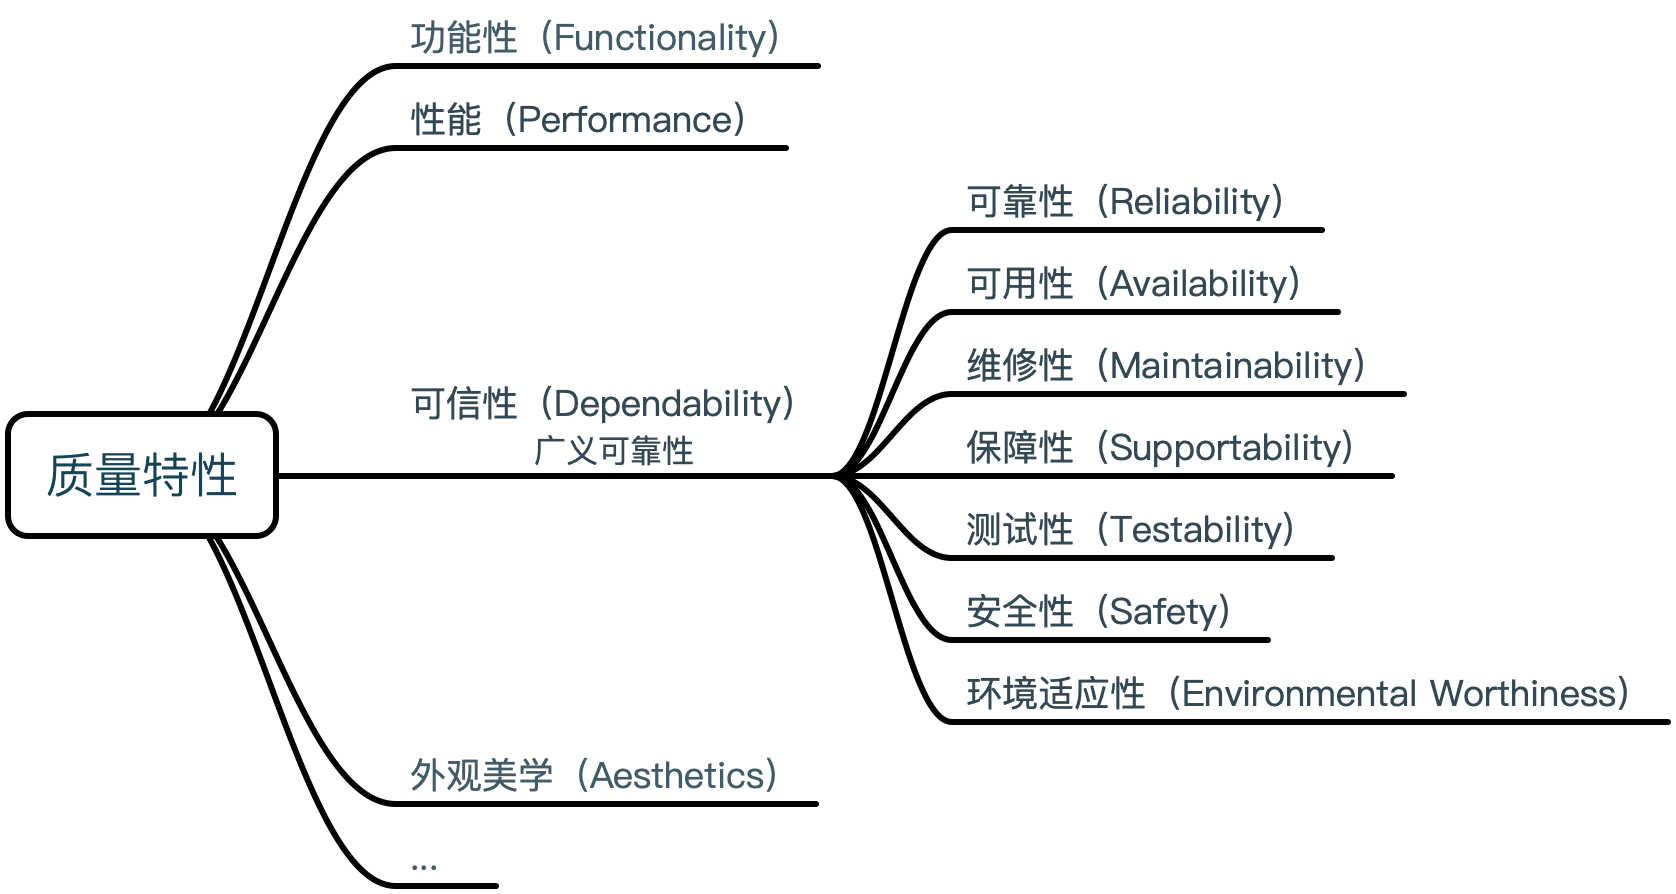 功能性（Functionality）
性能（Performance）
可靠性（Reliability）
可用性（Availability）
维修性（Maintainability）
可信性（Dependability）
广义可靠性
保障性（Supportability）
质量特性
测试性（Testability）
安全性（Safety）
环境适应性（Environmental Worthiness）
外观美学（Aesthetics）
...